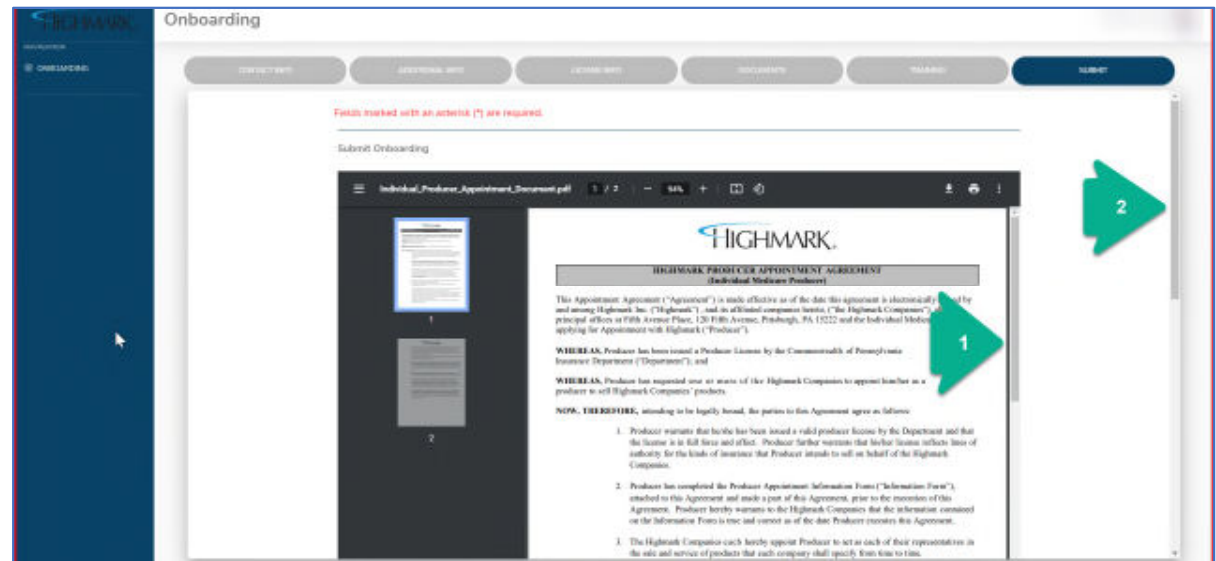 HIGHMARK
Onboarding
NAVIGATION
ONBOARDING
CONTACT INFO
ADDITIONAL INFO
LICENSE INFO
DOCUMENTS
TRAINING
SUBMIT
Fields marked with an asterisk (*) are required.
Submit Onboarding
Individual_Producer_Appointment_Document.pdf 1 / 2 — 94% +
1
2
HIGHMARK.
HIGHMARK PRODUCER APPOINTMENT AGREEMENT
(Individual Medicare Producer)
This Appointment Agreement ("Agreement") is made effective as of the date this agreement is electronically by
and among Highmark Inc. ("Highmark"), and its affiliated companies hereto, ("the Highmark Companies"),
principal offices at Fifth Avenue Place, 120 Fifth Avenue, Pittsburgh, PA 15222 and the Individual
applying for Appointment with Highmark ("Producer").
WHEREAS, Producer has been issued a Producer License by the Commonwealth of Pennsylvania
Insurance Department ("Department"); and
WHEREAS, Producer has requested one or more of the Highmark Companies to appoint him/her as a
producer to sell Highmark Companies' products.
NOW, THEREFORE, intending to be legally bound, the parties to this Agreement agree as follows:
1. Producer warrants that he/she has been issued a valid producer license by the Department and that
the license is in full force and effect. Producer further warrants that his/her license reflects lines of
authority for the kinds of insurance that Producer intends to sell on behalf of the Highmark
Companies.
2. Producer has completed the Producer Appointment Information Form ("Information Form"),
attached to this Agreement and made a part of this Agreement, prior to the execution of this
Agreement. Producer hereby warrants to the Highmark Companies that the information contained
on the Information Form is true and correct as of the date Producer executes this Agreement.
3. The Highmark Companies each hereby appoint Producer to act as each of their representatives in
the sale and service of products that each company shall specify from time to time.
1
2